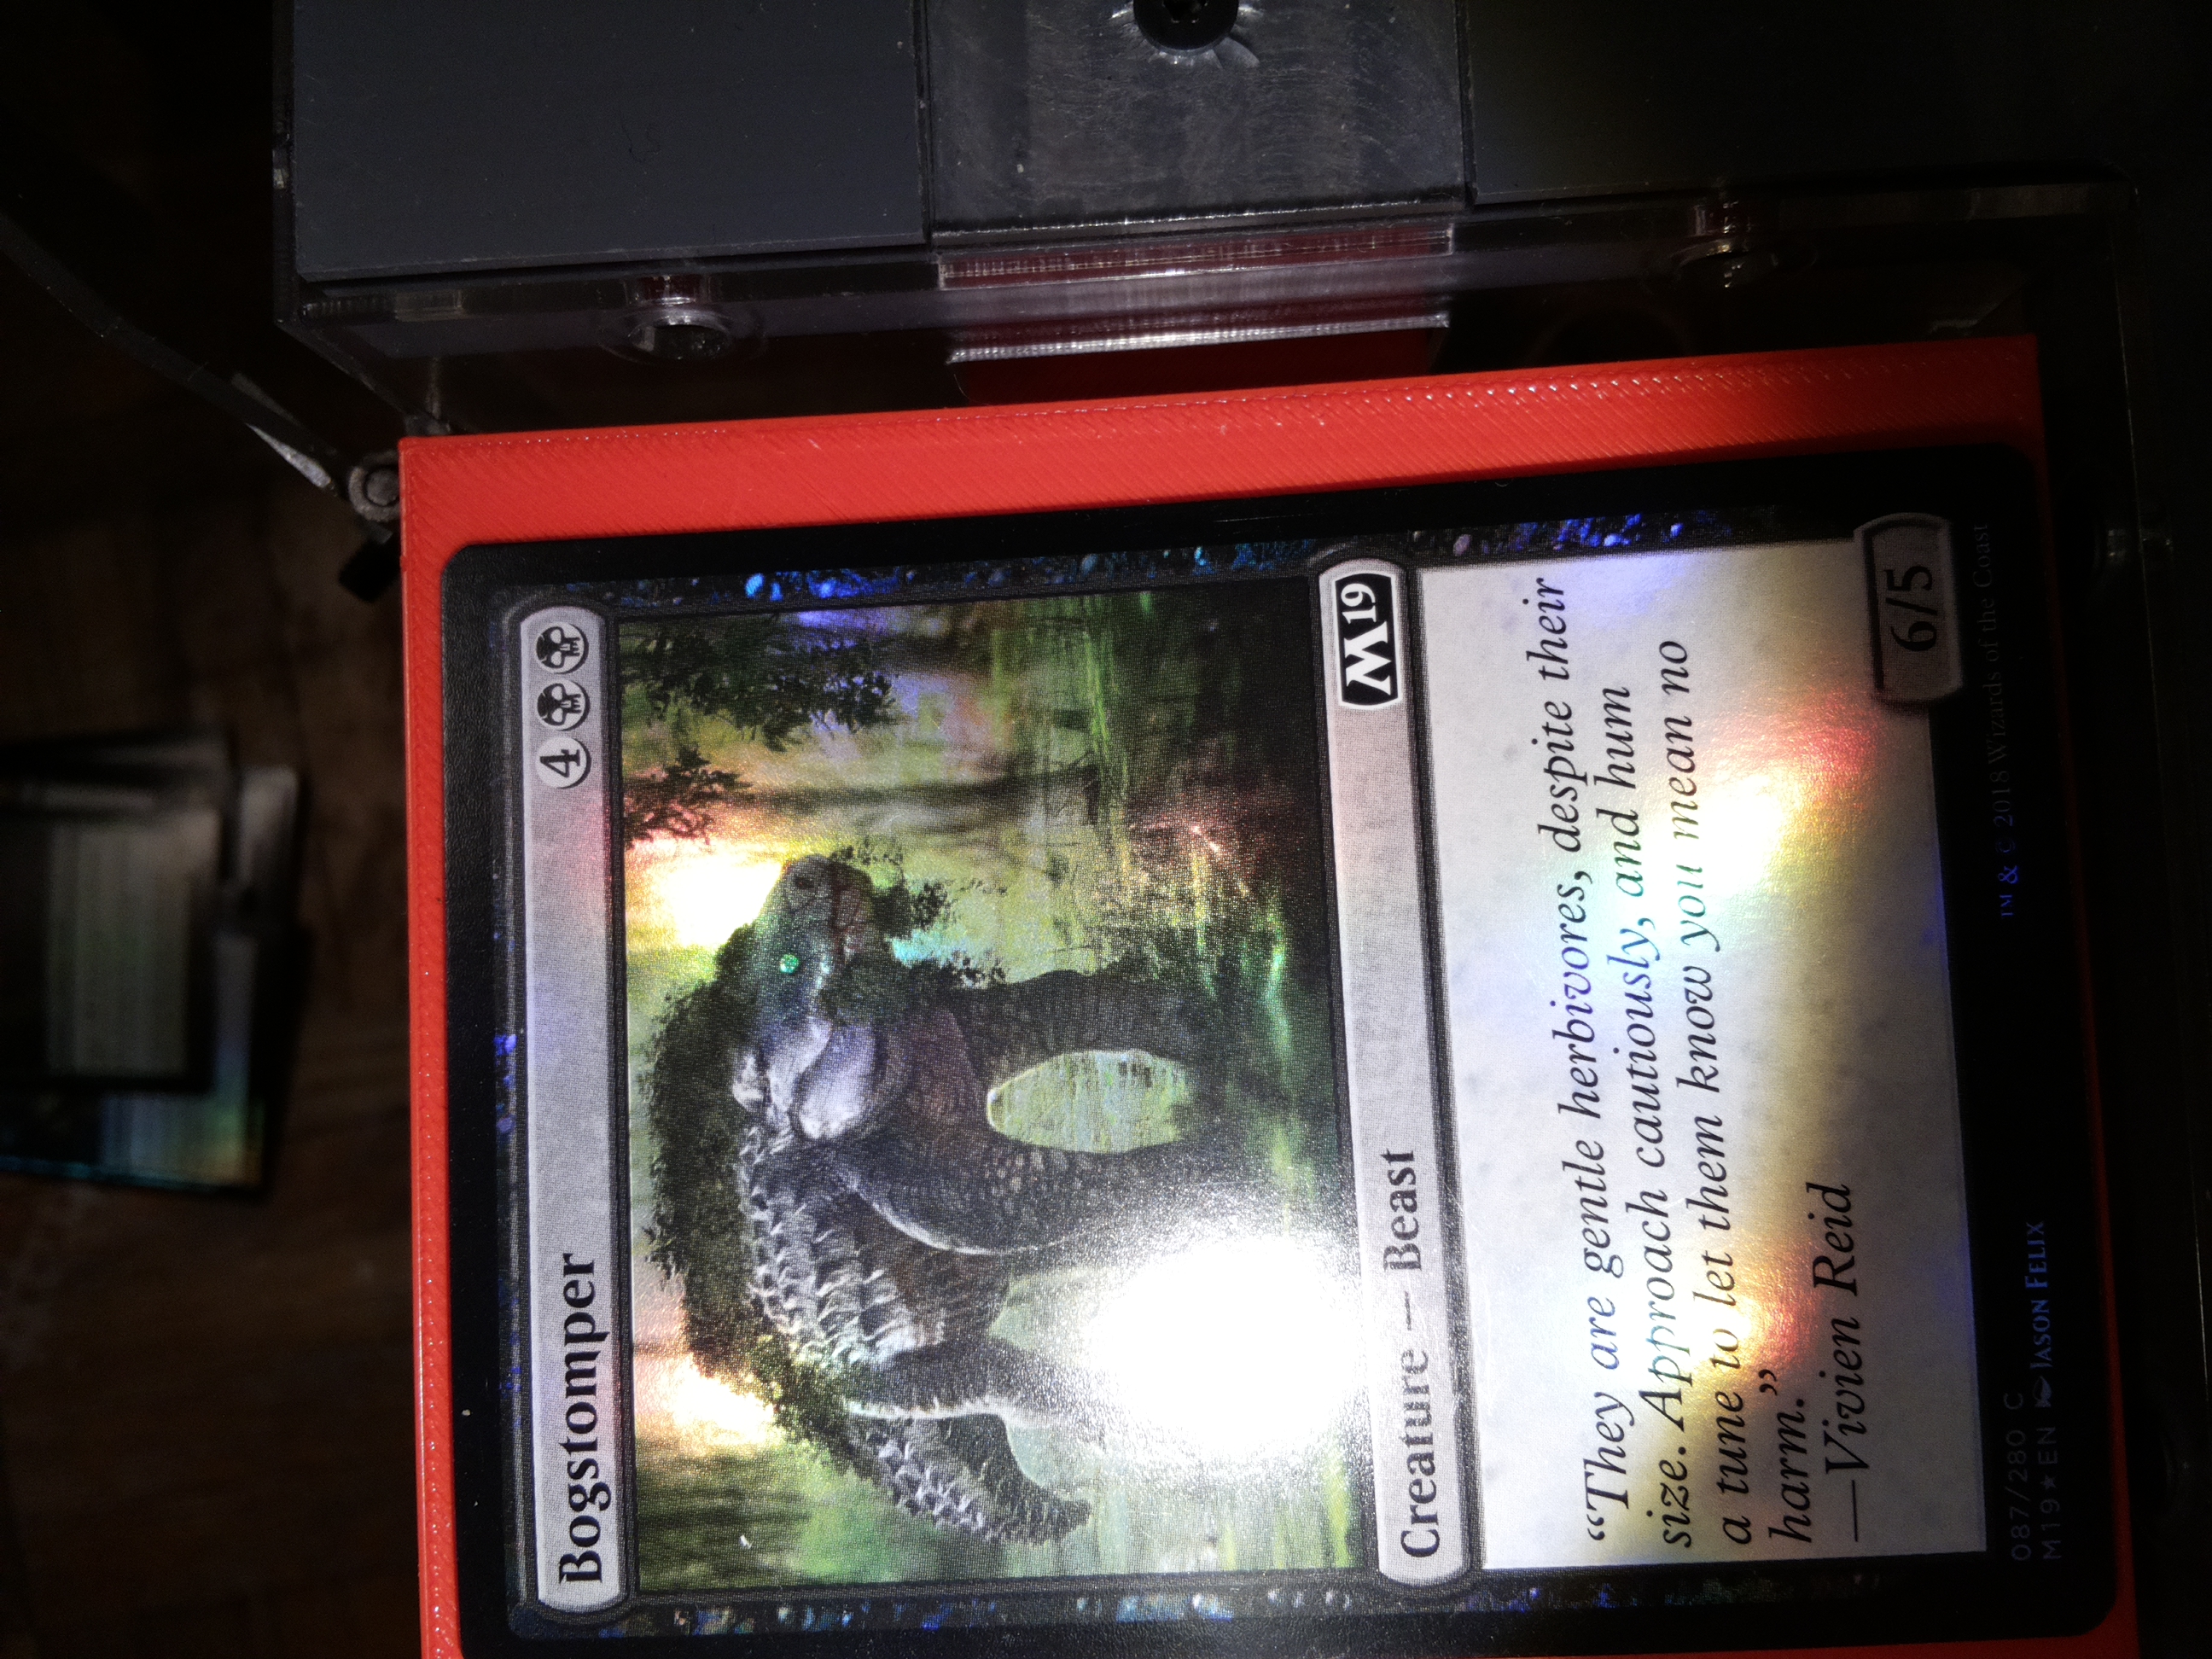 Bogstomper 4
Creature — Beast M19
“They are gentle herbivores, despite their
size. Approach cautiously, and hum
a tune to let them know you mean no
harm.”
—Vivien Reid
6/5
087/280 C
M19★EN JASON FELIX
™ & © 2018 Wizards of the Coast